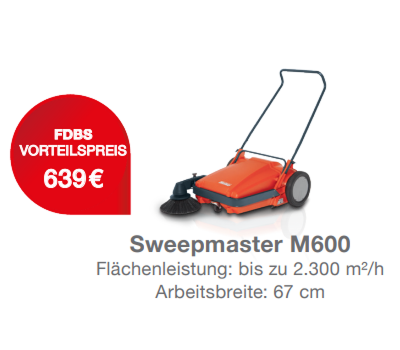 FDBS
VORTEILSPREIS
639 €
Sweepmaster M600
Flächenleistung: bis zu 2.300 m²/h
Arbeitsbreite: 67 cm